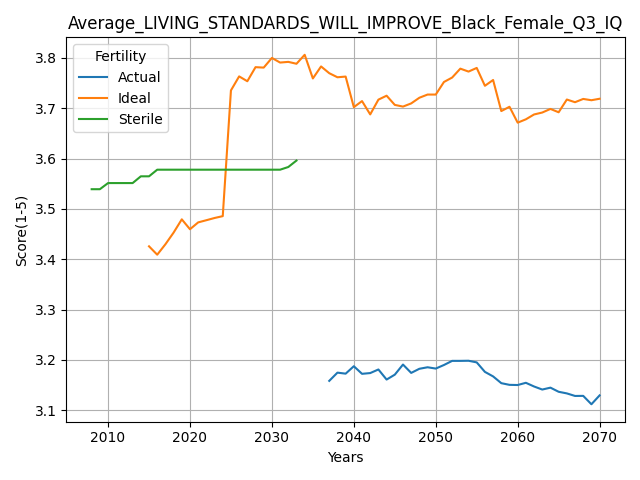 Average_LIVING_STANDARDS_WILL_IMPROVE_Black_Female_Q3_IQ
Fertility
Actual
Ideal
Sterile
3.8
3.7
3.6
3.5
3.4
3.3
3.2
3.1
Score(1-5)
2010 2020 2030 2040 2050 2060 2070
Years